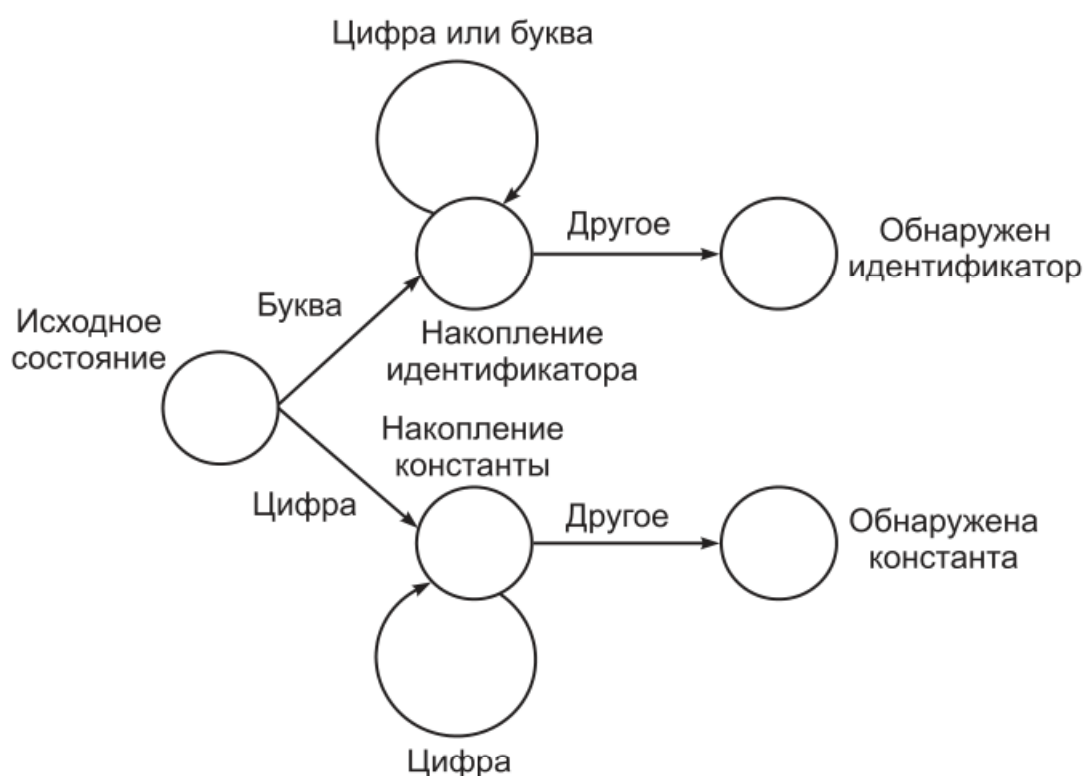 Цифра или буква
Другое
Обнаружен
идентификатор
Буква
Исходное
состояние
Накопление
идентификатора
Накопление
константы
Цифра
Другое
Обнаружена
константа
Цифра